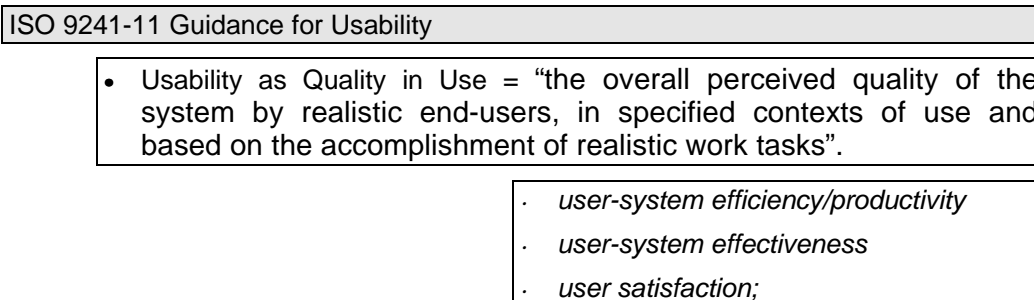 ISO 9241-11 Guidance for Usability
• Usability as Quality in Use = “the overall perceived quality of the
system by realistic end-users, in specified contexts of use and
based on the accomplishment of realistic work tasks”.
· user-system efficiency/productivity
· user-system effectiveness
· user satisfaction;